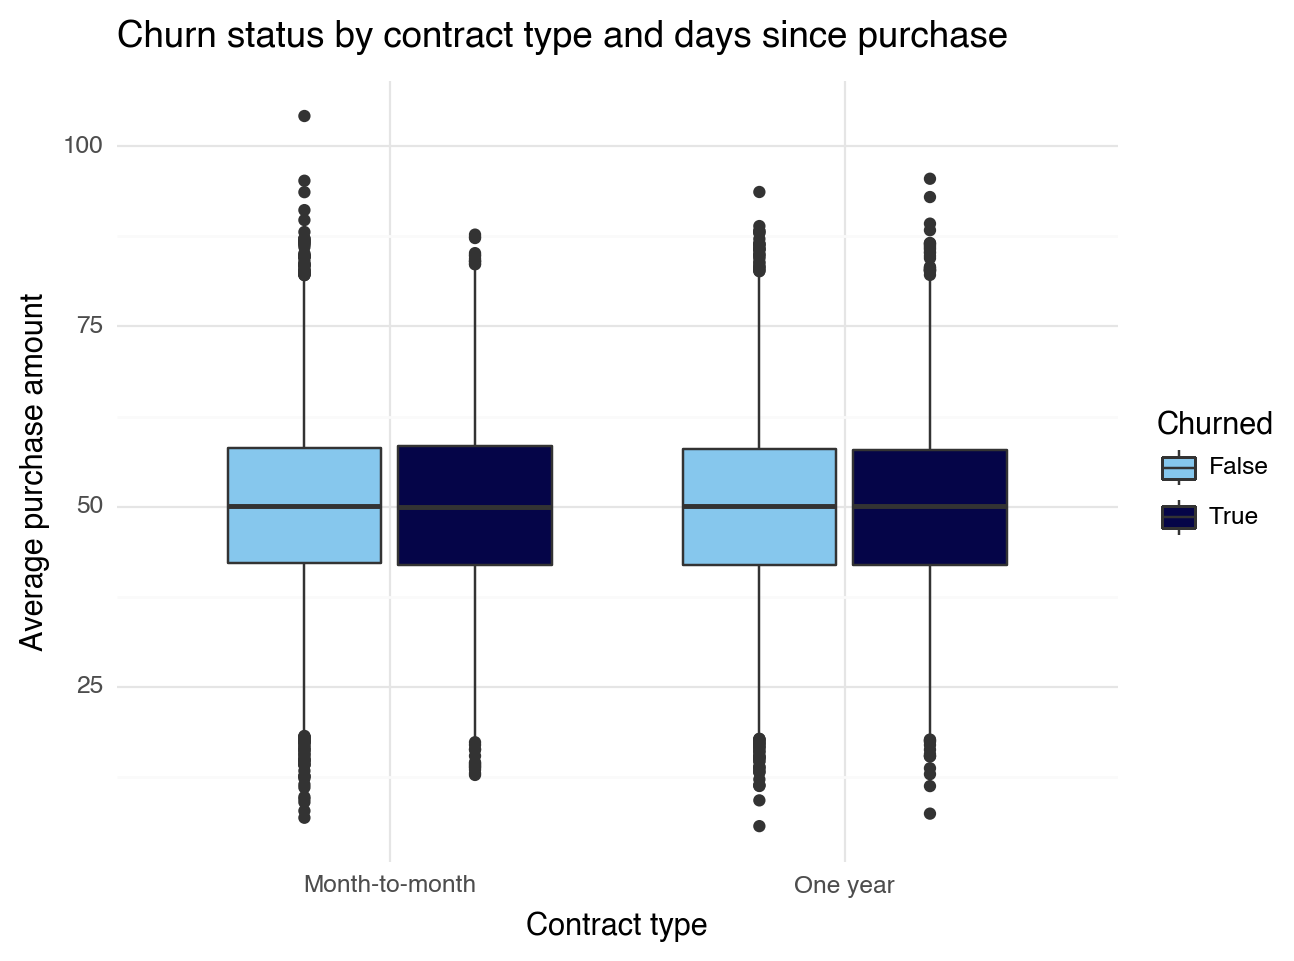 Churn status by contract type and days since purchase
Average purchase amount
100
75
50
25
Month-to-month
One year
Contract type
Churned
False
True